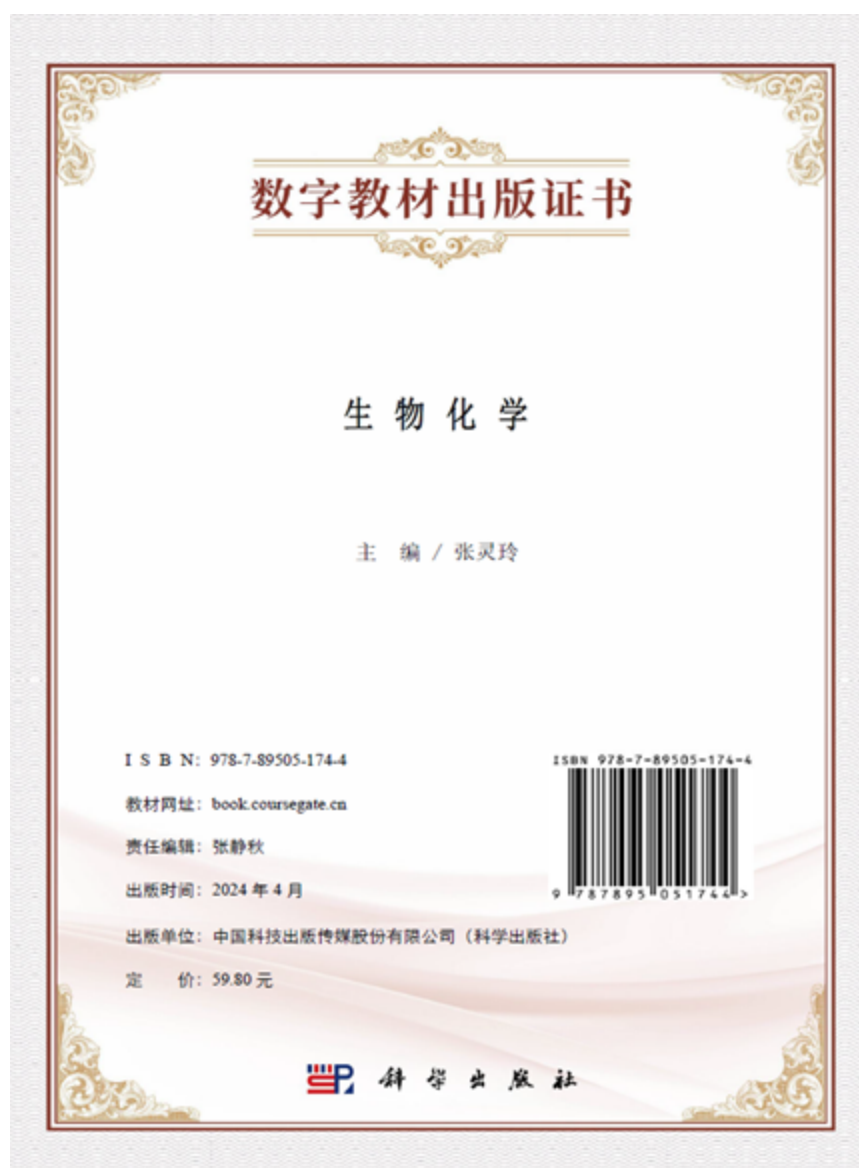 数字教材出版证书
生物化学
主 编 / 张灵玲
ISBN: 978-7-89505-174-4
教材网址: book.coursegate.cn
责任编辑: 张静秋
出版时间: 2024 年 4 月
出版单位: 中国科技出版传媒股份有限公司（科学出版社）
定 价: 59.80 元
ISBN 978-7-89505-174-4
9 787895 051744 >
科学出版社